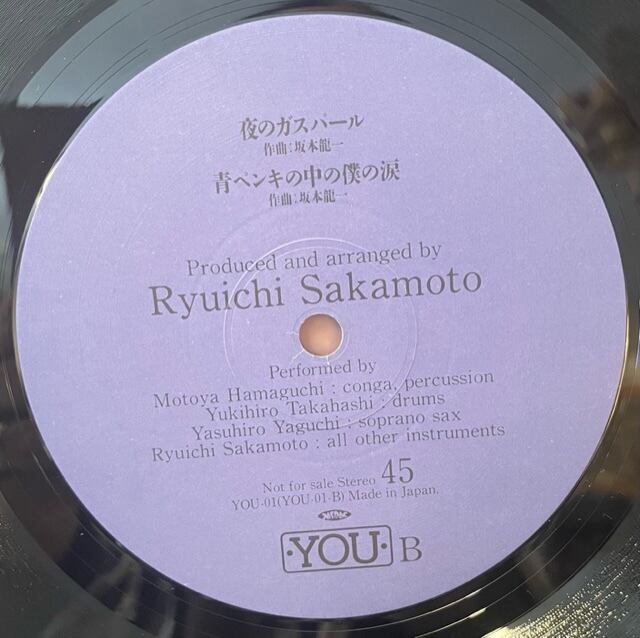 夜のガスパール
作曲:坂本龍一
青ペンキの中の僕の涙
作曲:坂本龍一
Produced and arranged by
Ryuichi Sakamoto
Performed by
Motoya Hamaguchi : conga, percussion
Yukihiro Takahashi : drums
Yasuhiro Yaguchi : soprano sax
Ryuichi Sakamoto : all other instruments
Not for sale Stereo 45
YOU-01(YOU-01-B) Made in Japan.
·YOU· B